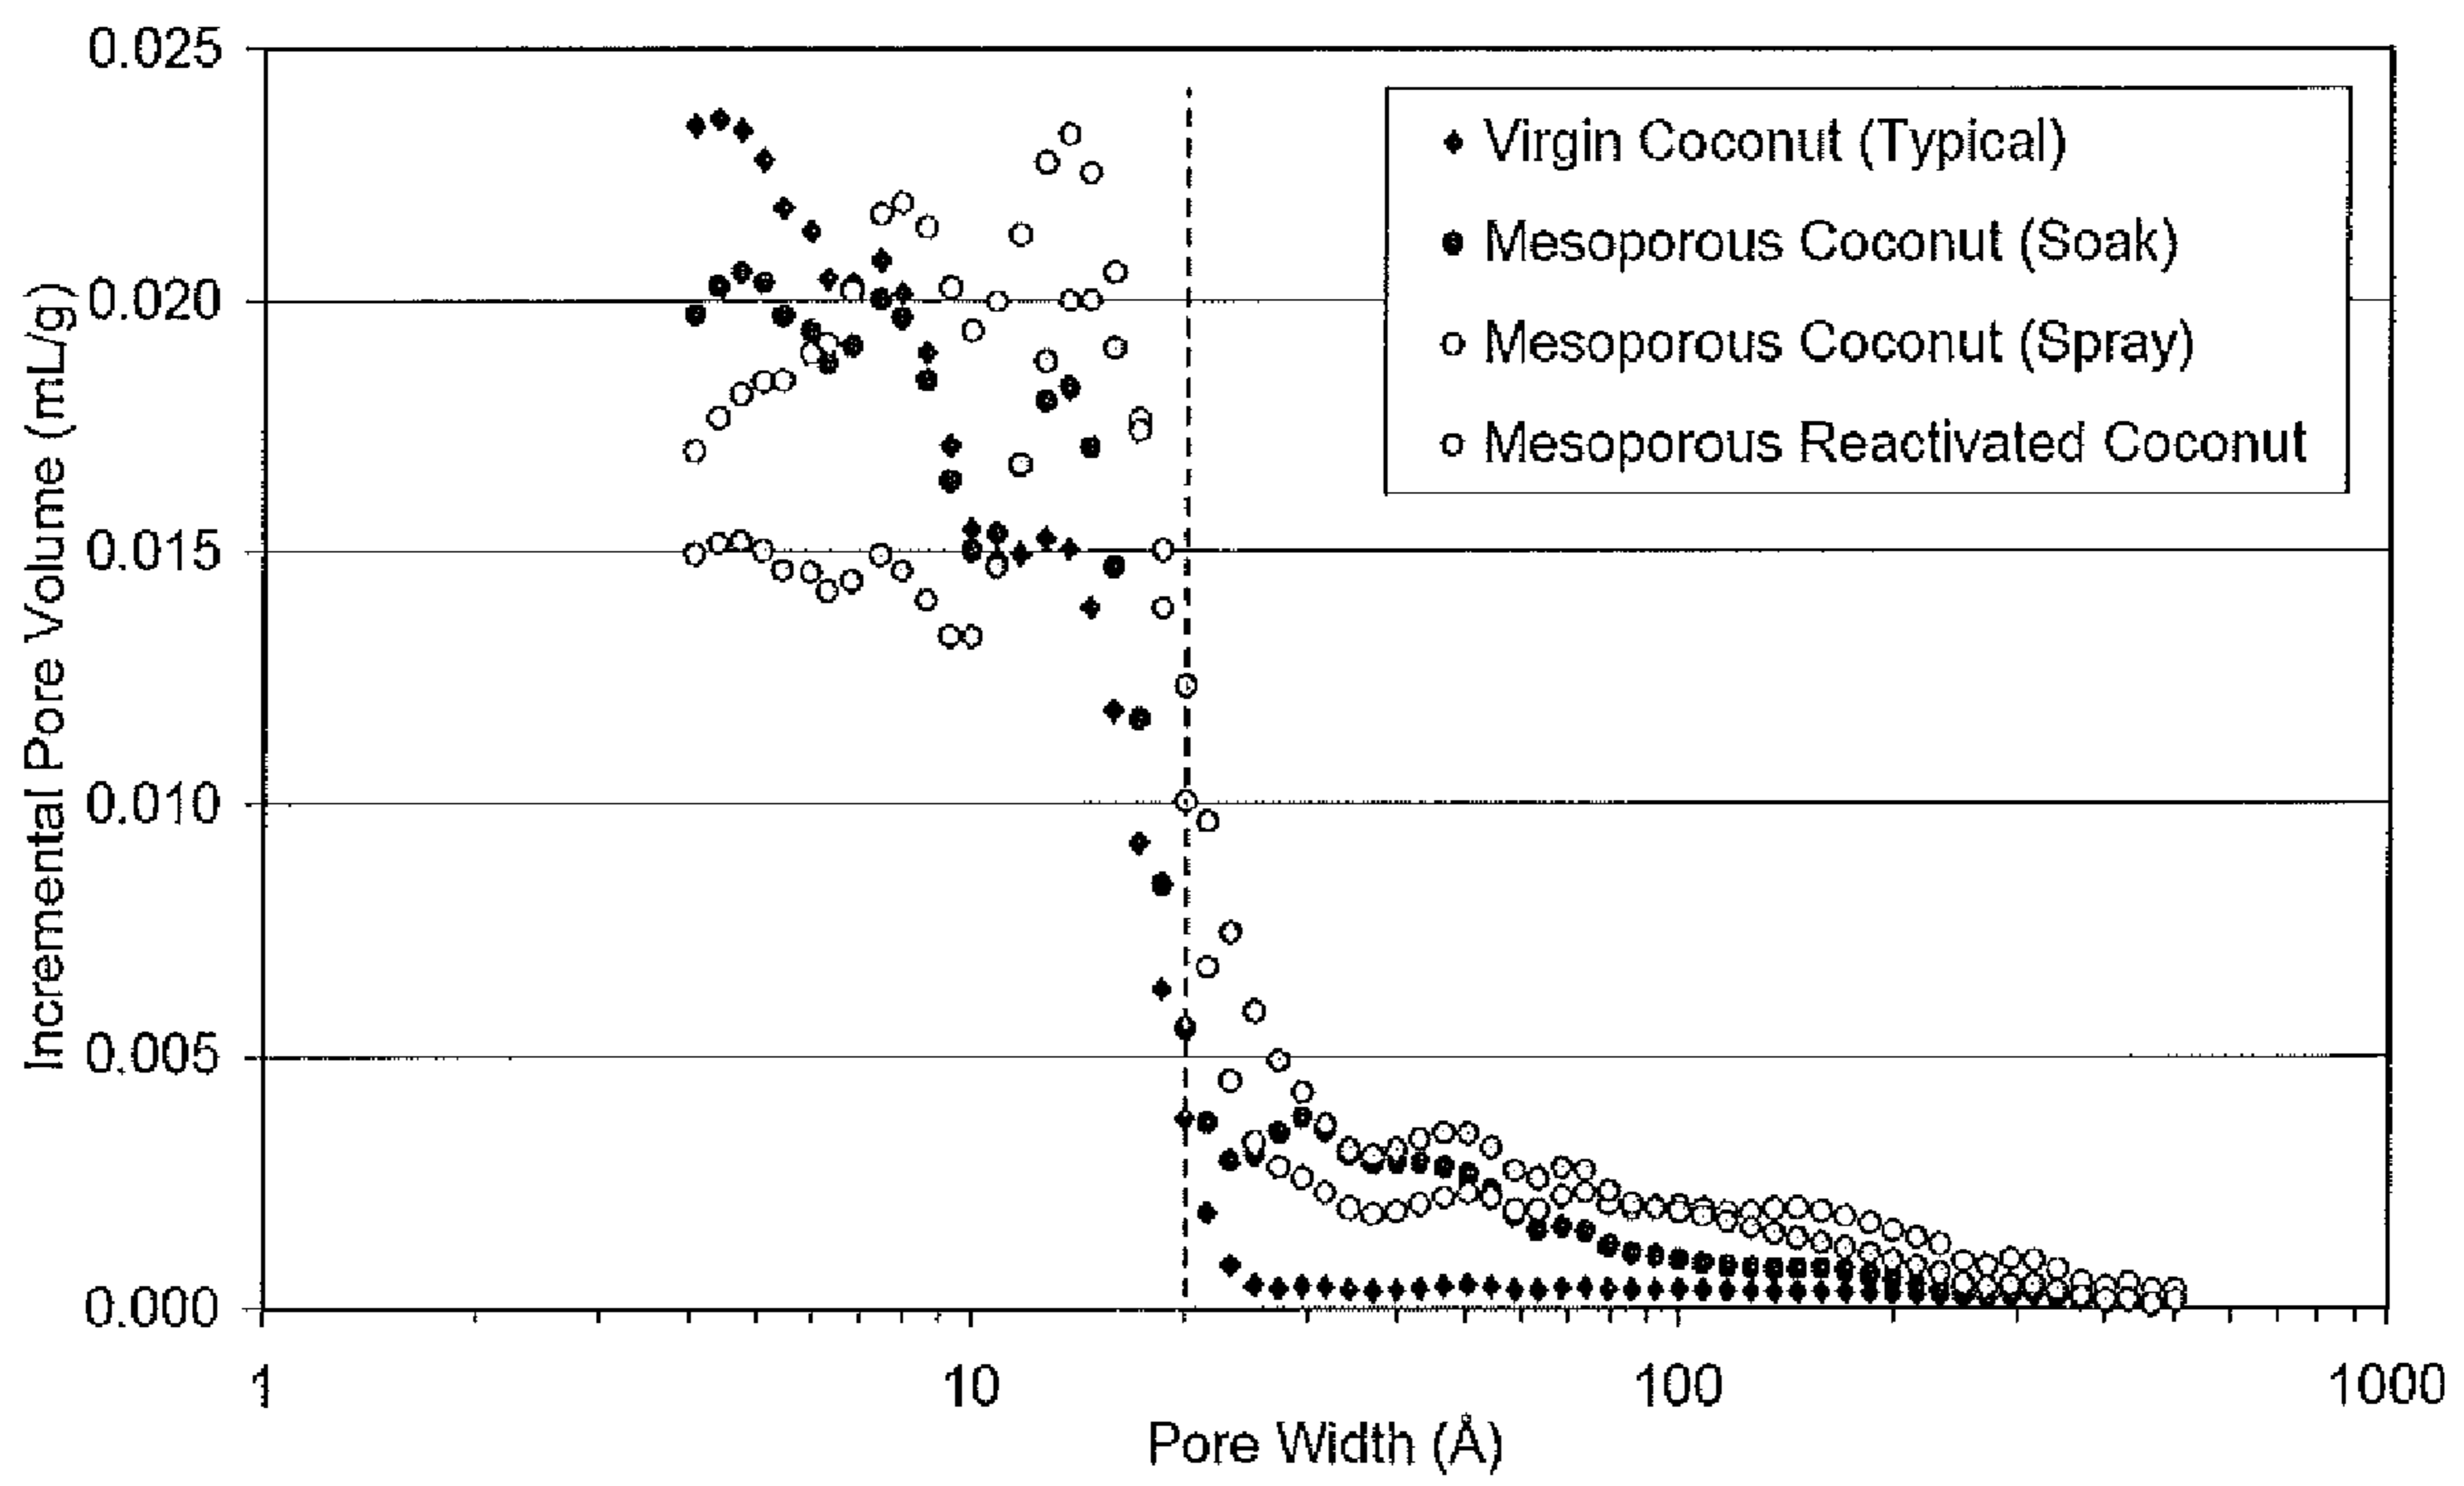 0.025
0.020
0.015
0.010
0.005
0.000
Incremental Pore Volume (mL/g)
Virgin Coconut (Typical)
Mesoporous Coconut (Soak)
Mesoporous Coconut (Spray)
Mesoporous Reactivated Coconut
1 10 100 1000
Pore Width (Å)